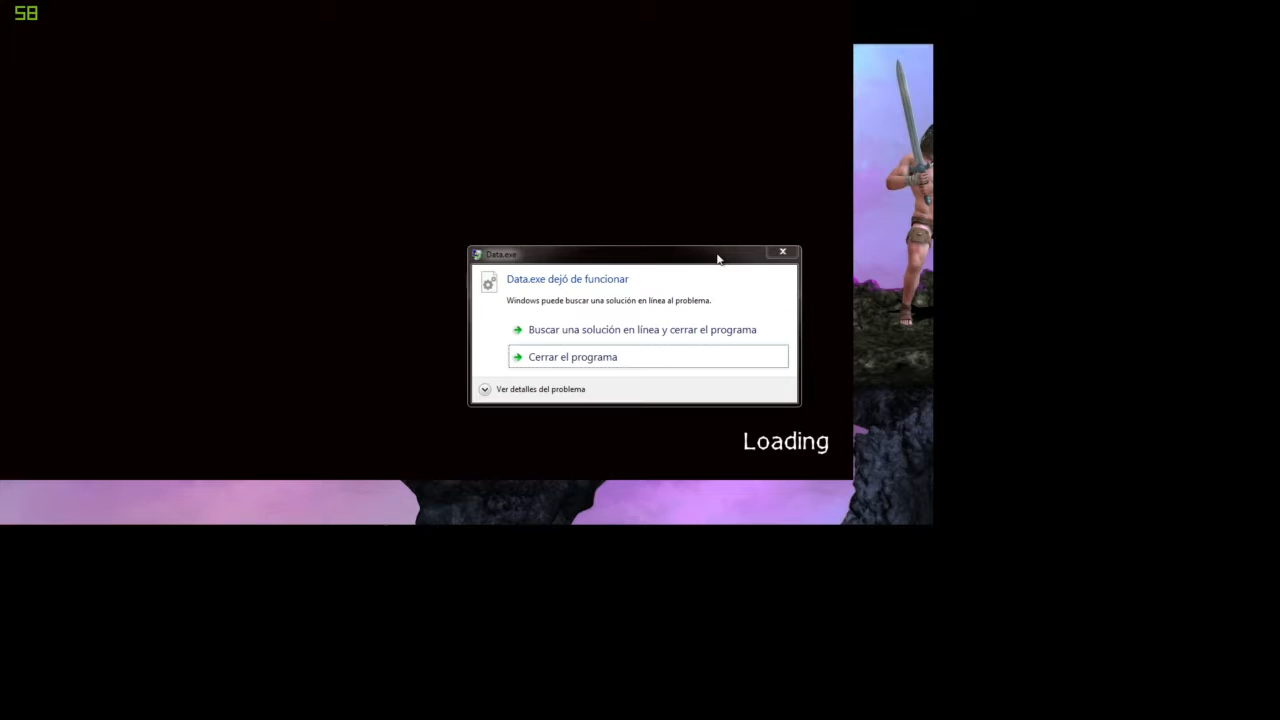 58
Data.exe
Data.exe dejó de funcionar
Windows puede buscar una solución en línea al problema.
Buscar una solución en línea y cerrar el programa
Cerrar el programa
Ver detalles del problema
Loading